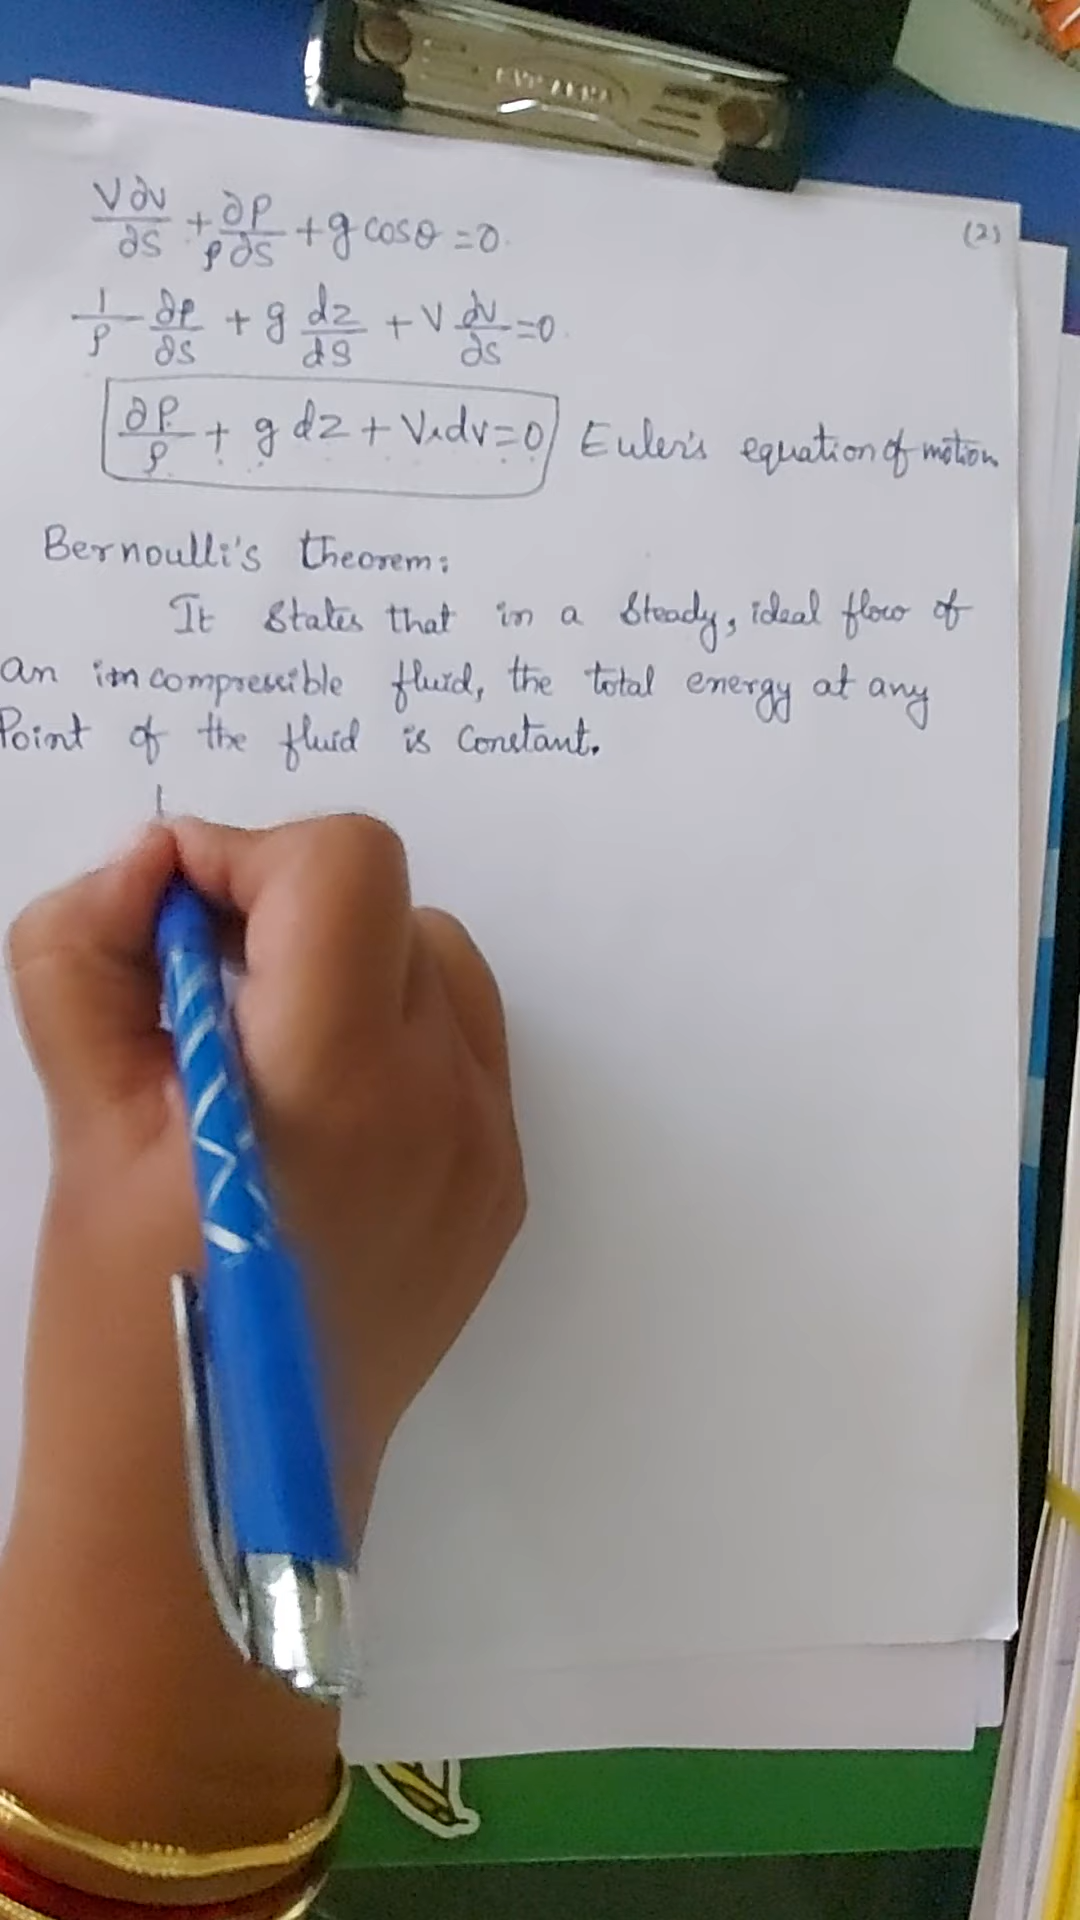 V∂v/∂s + ∂P/ρ∂s + g cosθ = 0.
(2)
1/ρ ∂P/∂s + g dz/ds + V ∂v/∂s = 0.
∂P/ρ + g dz + V.dv = 0 Euler's equation of motion
Bernoulli's theorem:
It states that in a steady, ideal flow of
an imcompressible fluid, the total energy at any
Point of the fluid is constant.